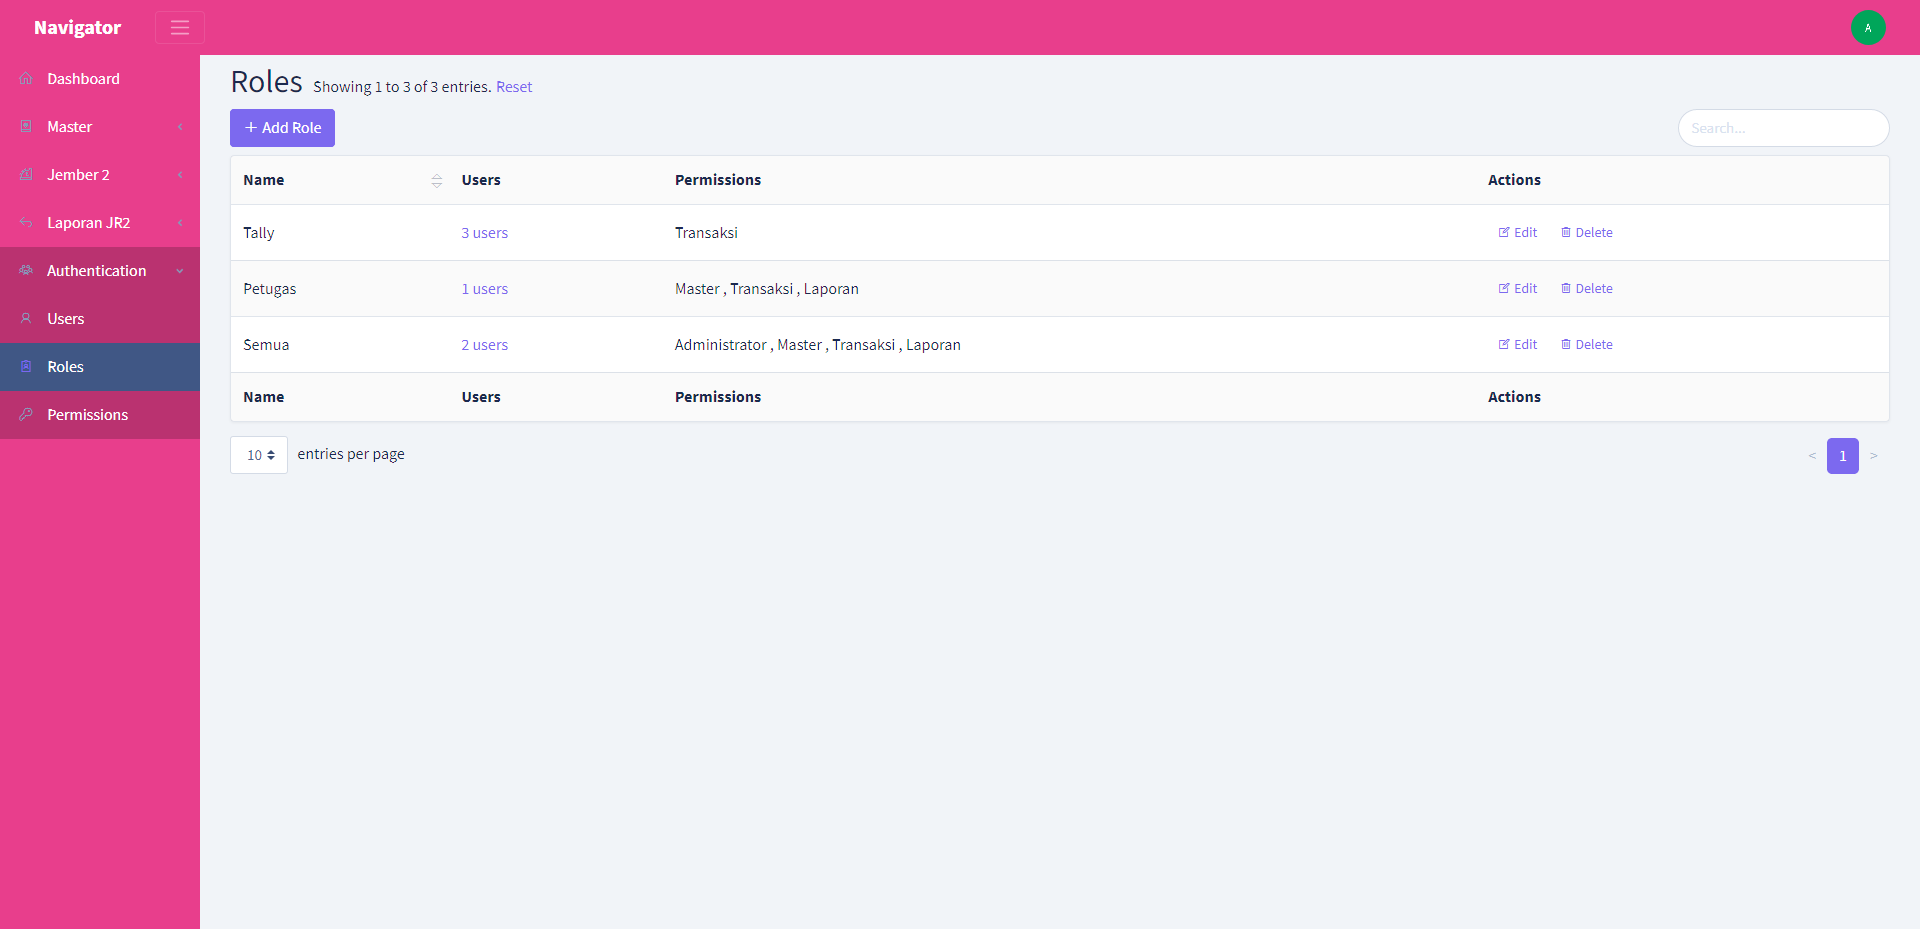 Navigator
A
Dashboard
Master
Jember 2
Laporan JR2
Authentication
Users
Roles
Permissions
Roles Showing 1 to 3 of 3 entries. Reset
+ Add Role
Search...
Name Users Permissions Actions
Tally 3 users Transaksi Edit Delete
Petugas 1 users Master , Transaksi , Laporan Edit Delete
Semua 2 users Administrator , Master , Transaksi , Laporan Edit Delete
Name Users Permissions Actions
10 entries per page
< 1 >